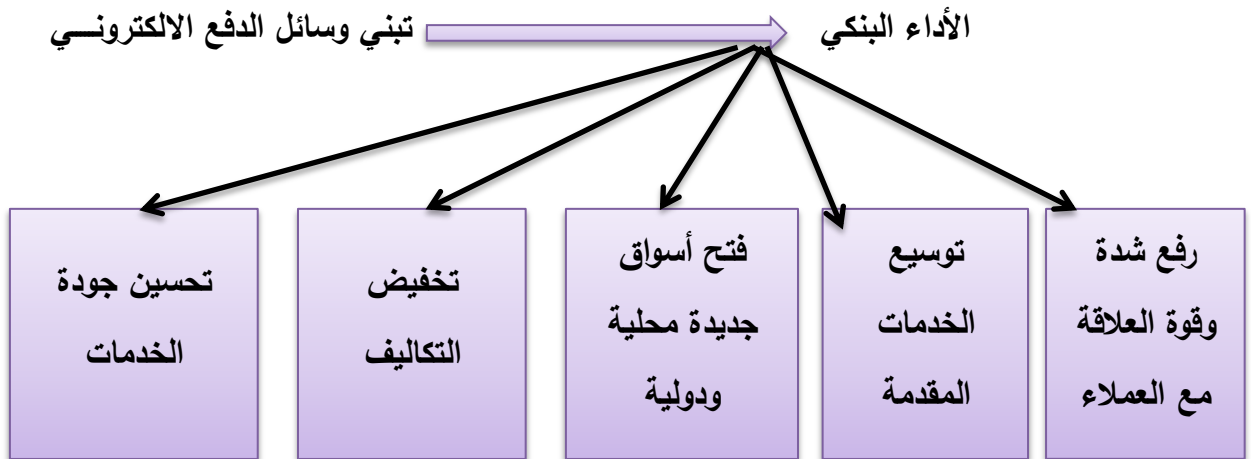 الأداء البنكي
تبني وسائل الدفع الالكترونـــي
رفع شدة
وقوة العلاقة
مع العملاء
توسيع
الخدمات
المقدمة
فتح أسواق
جديدة محلية
ودولية
تخفيض
التكاليف
تحسين جودة
الخدمات